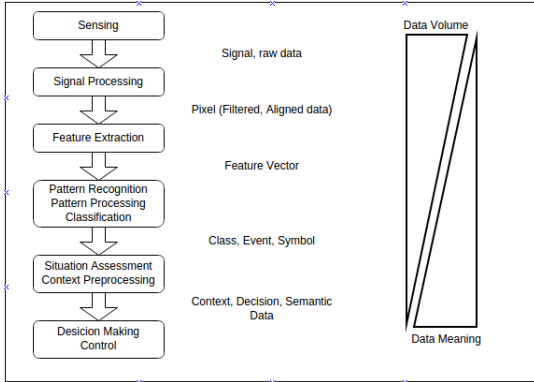 Sensing
Data Volume
Signal, raw data
Signal Processing
Pixel (Filtered, Aligned data)
Feature Extraction
Feature Vector
Pattern Recognition
Pattern Processing
Classification
Class, Event, Symbol
Situation Assessment
Context Preprocessing
Context, Decision, Semantic
Data
Desicion Making
Control
Data Meaning